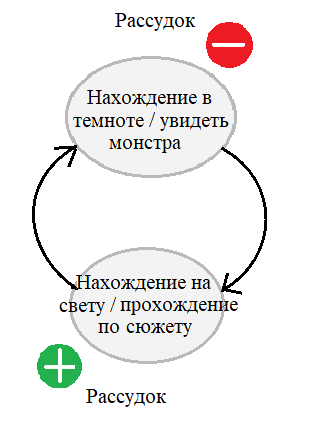 Рассудок
Нахождение в
темноте / увидеть
монстра
Нахождение на
свету / прохождение
по сюжету
Рассудок